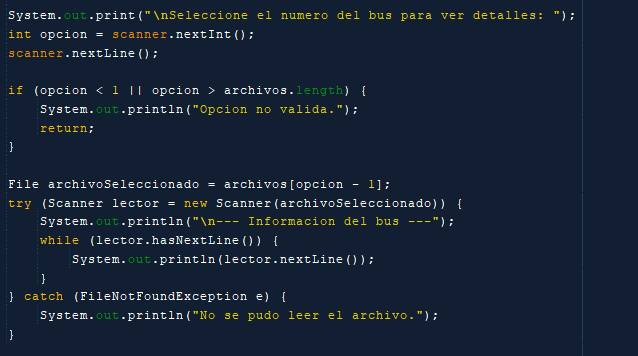 System.out.print("\nSeleccione el numero del bus para ver detalles: ");
int opcion = scanner.nextInt();
scanner.nextLine();
if (opcion < 1 || opcion > archivos.length) {
System.out.println("Opcion no valida.");
return;
}
File archivoSeleccionado = archivos[opcion - 1];
try (Scanner lector = new Scanner(archivoSeleccionado)) {
System.out.println("\n--- Informacion del bus ---");
while (lector.hasNextLine()) {
System.out.println(lector.nextLine());
}
} catch (FileNotFoundException e) {
System.out.println("No se pudo leer el archivo.");
}